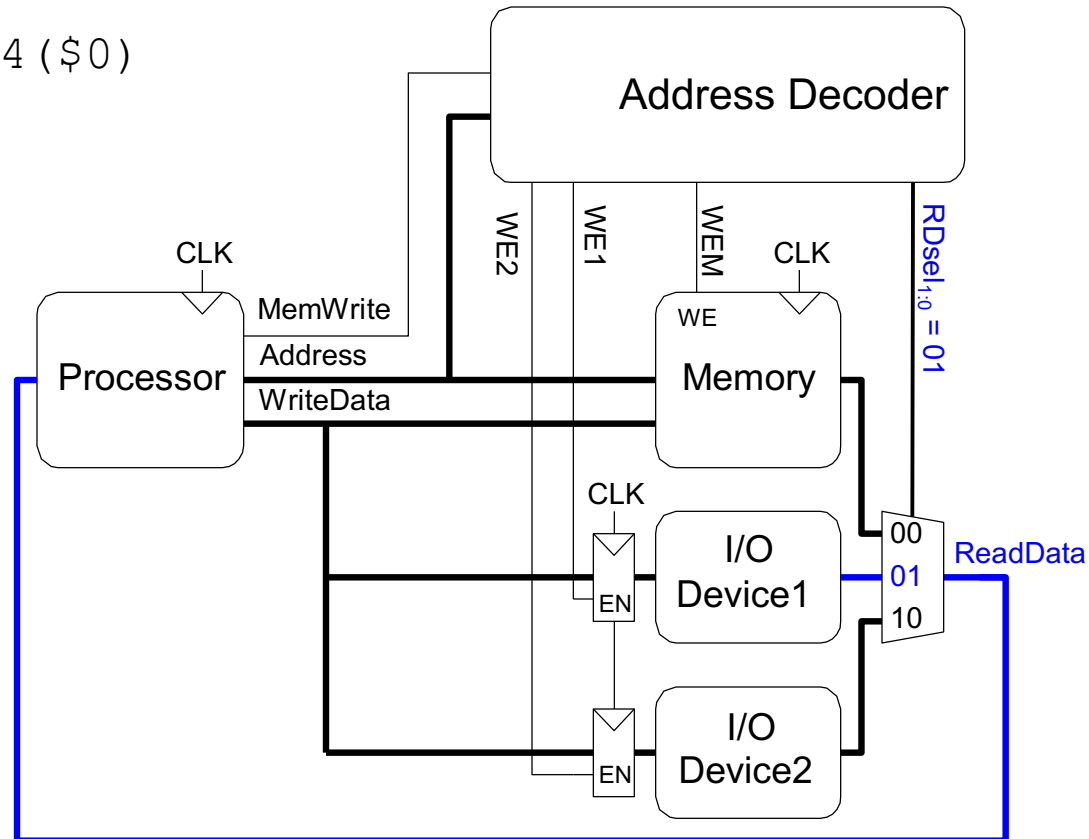 4($0)
Address Decoder
WE2
WE1
WEM
RDsel1:0 = 01
CLK
CLK
MemWrite
Address
WriteData
Processor
WE
Memory
CLK
EN
I/O
Device1
00
01
10
ReadData
EN
I/O
Device2